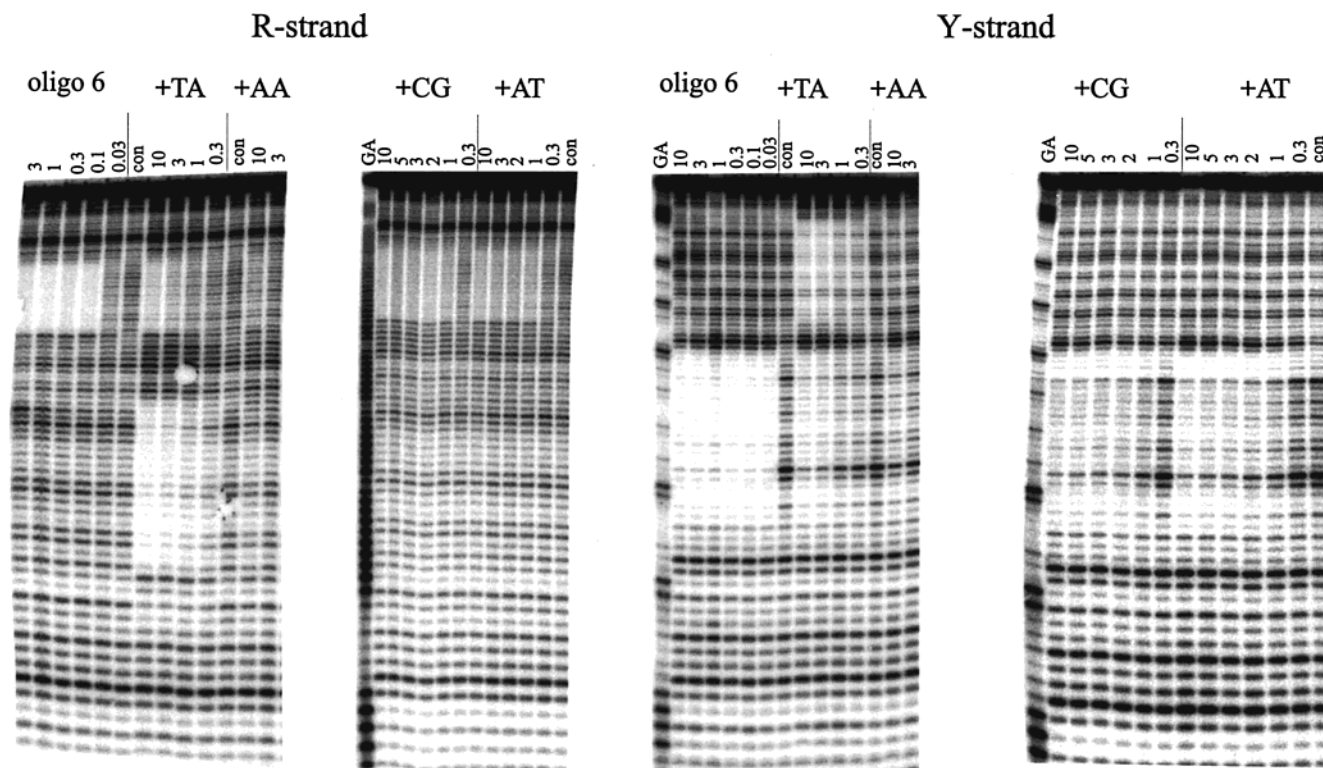 R-strand Y-strand
oligo 6 +TA +AA +CG +AT oligo 6 +TA +AA +CG +AT
3 1 0.3 0.1 0.03 con 10 3 1 0.3 con 10 3 GA 10 5 3 2 1 0.3 10 3 2 1 0.3 con GA 10 3 1 0.3 0.1 0.03 con 10 3 1 0.3 con 10 3 GA 10 5 3 2 1 0.3 10 5 3 2 1 0.3 con